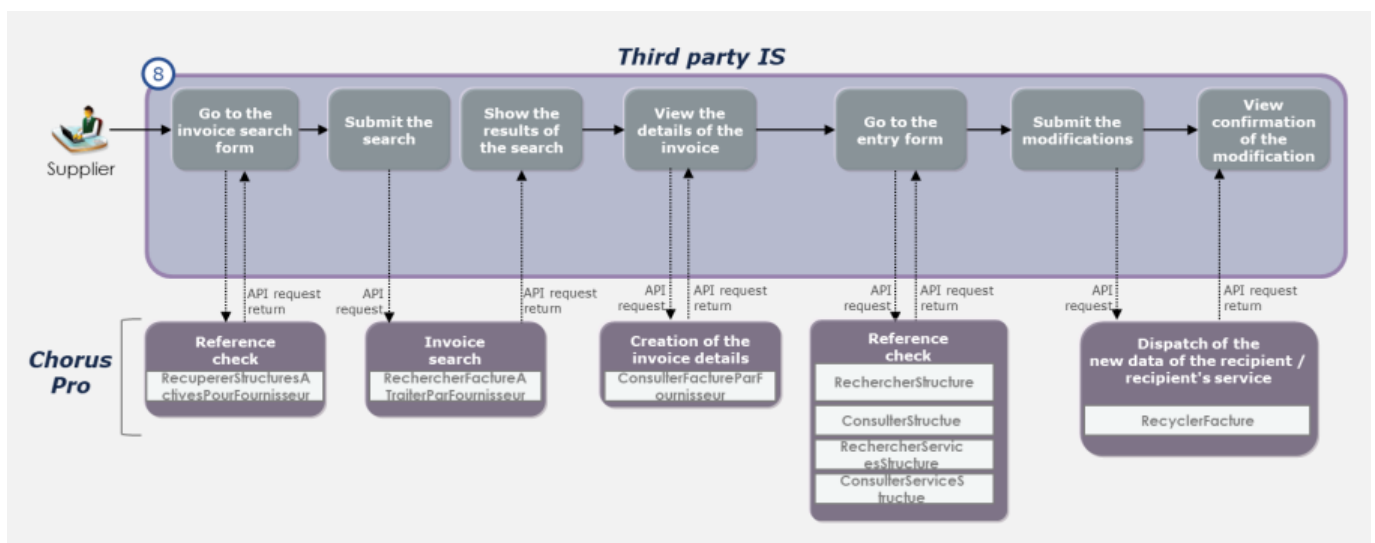 Third party IS
8
Go to the
invoice search
form
Submit the
search
Show the
results of
the search
View the
details of the
invoice
Go to the
entry form
Submit the
modifications
View
confirmation
of the
modification
Supplier
API request
return
API
request
API request
return
API
request
API request
return
API
request
API request
return
API
request
API request
return
Chorus
Pro
Reference
check
RecupererStructuresA
ctivesPourFournisseur
Invoice
search
RechercherFactureA
TraiterParFournisseur
Creation of the
invoice details
ConsulterFactureParF
ournisseur
Reference
check
RechercherStructure
ConsulterStructue
RechercherServic
esStructure
ConsulterServiceS
tructue
Dispatch of the
new data of the recipient /
recipient's service
RecyclerFacture